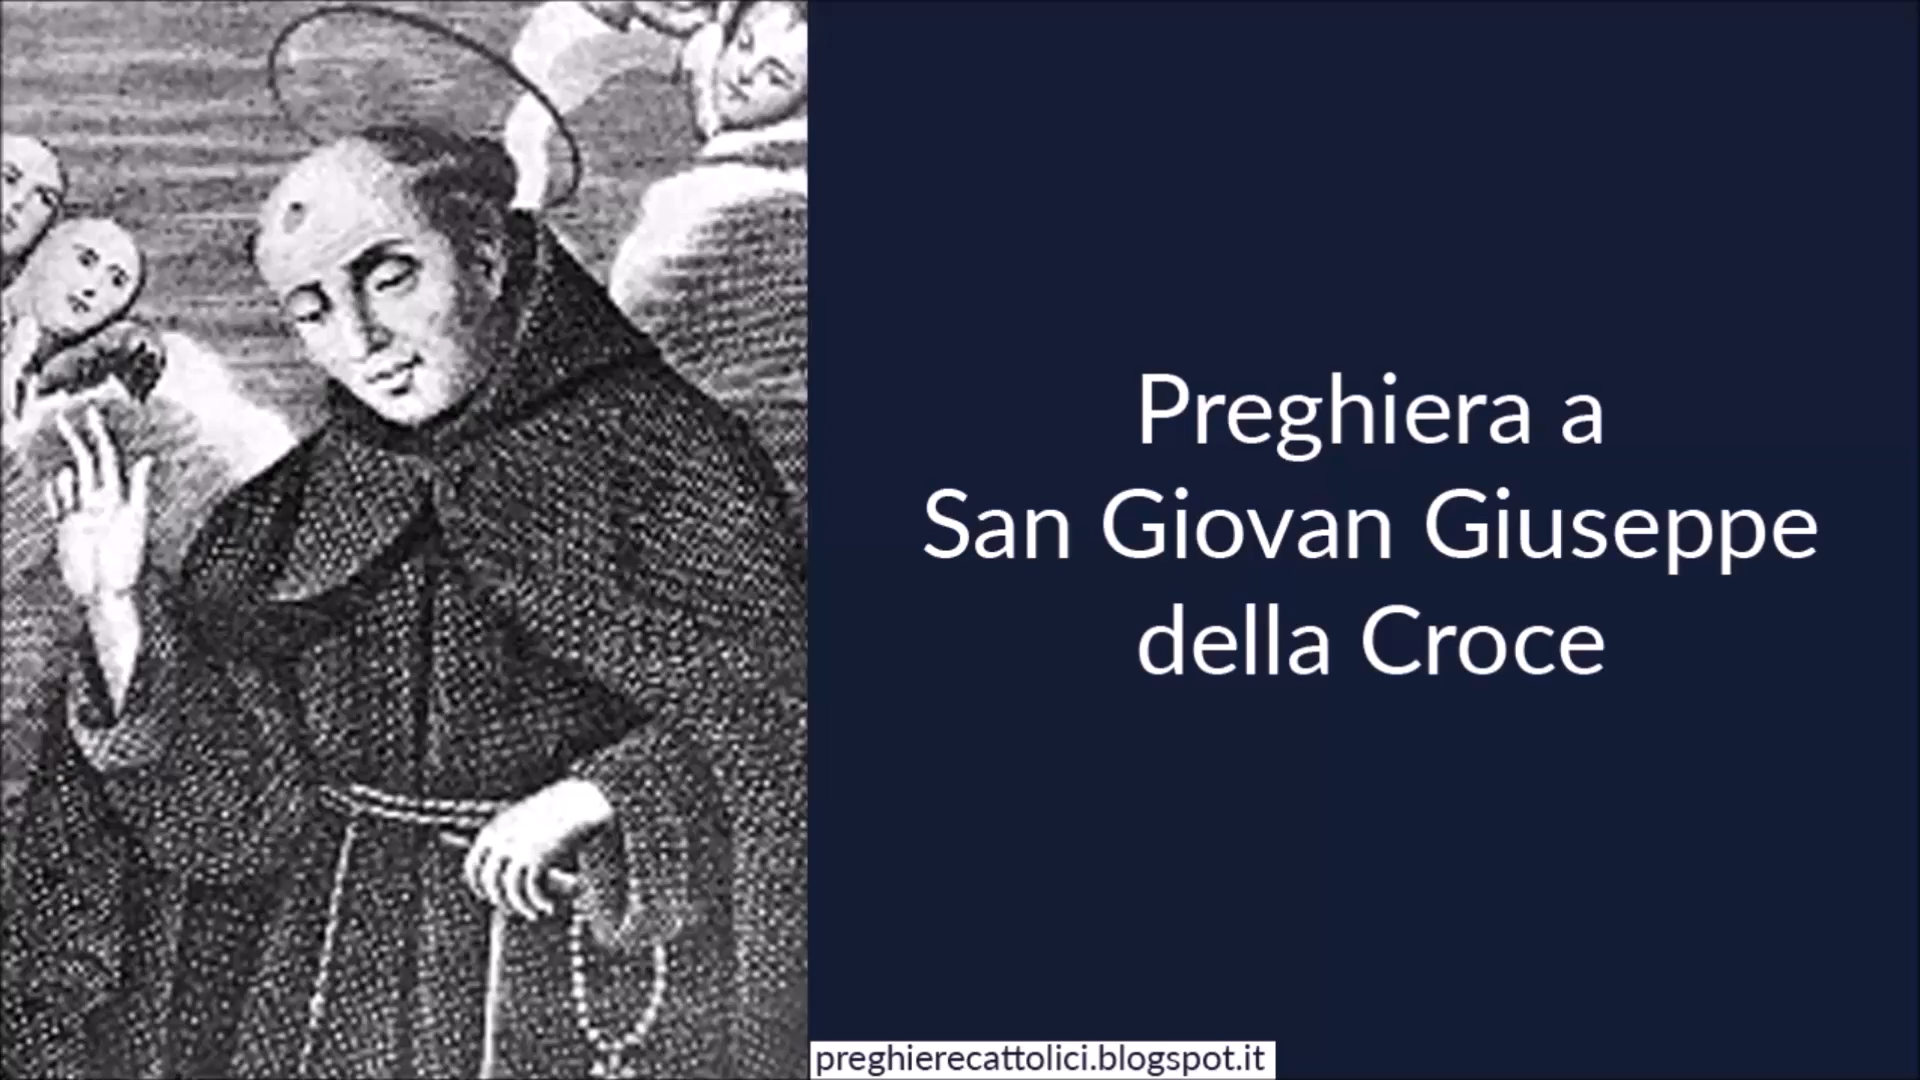 Preghiera a
San Giovan Giuseppe
della Croce
preghierecattolici.blogspot.it